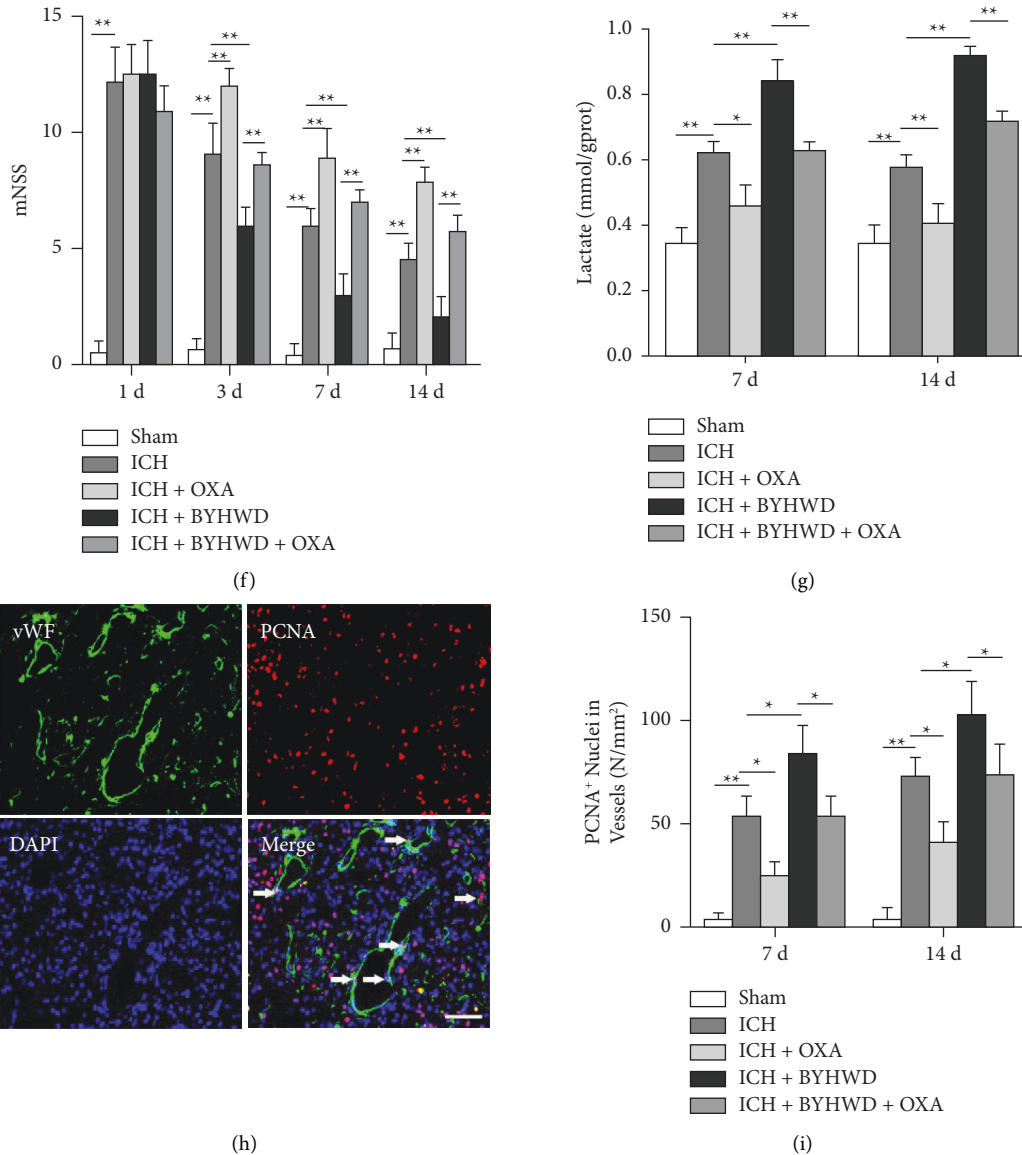 15
10
5
0
mNSS
**
**
**
**
**
**
**
**
**
**
**
**
**
1 d 3 d 7 d 14 d
Sham
ICH
ICH + OXA
ICH + BYHWD
ICH + BYHWD + OXA
(f)
1.0
0.8
0.6
0.4
0.2
0.0
Lactate (mmol/gprot)
**
**
**
*
**
**
**
**
7 d 14 d
Sham
ICH
ICH + OXA
ICH + BYHWD
ICH + BYHWD + OXA
(g)
vWF PCNA
DAPI Merge
(h)
150
100
50
0
PCNA⁺ Nuclei in
Vessels (N/mm²)
*
*
**
*
*
*
**
*
7 d 14 d
Sham
ICH
ICH + OXA
ICH + BYHWD
ICH + BYHWD + OXA
(i)